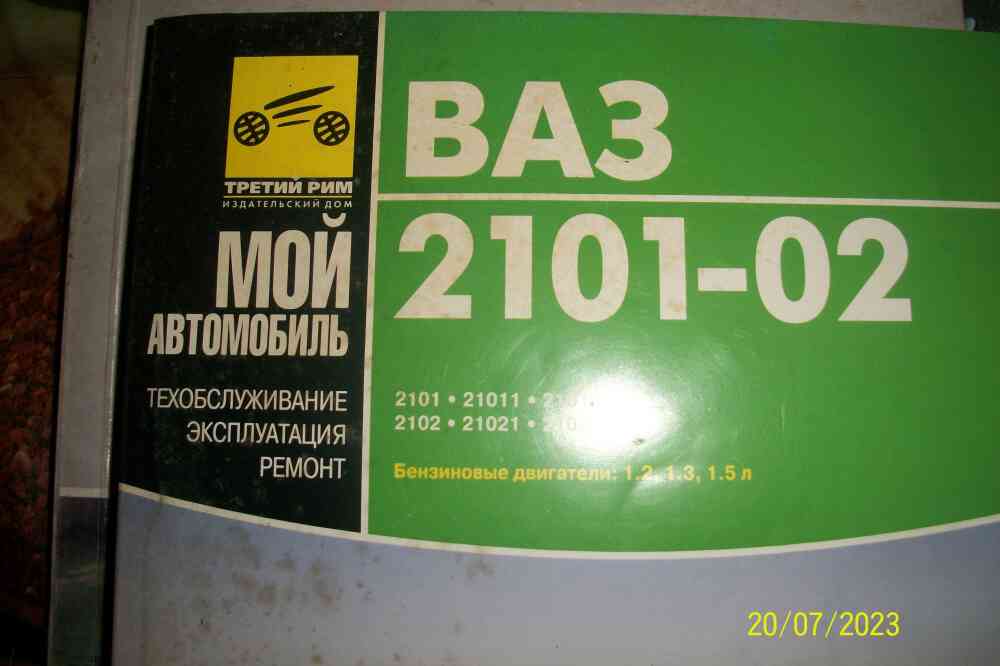 ТРЕТИЙ РИМ
ИЗДАТЕЛЬСКИЙ ДОМ
МОЙ
АВТОМОБИЛЬ
ТЕХОБСЛУЖИВАНИЕ
ЭКСПЛУАТАЦИЯ
РЕМОНТ
ВАЗ
2101-02
2101 • 21011 •
2102 • 21021 •
Бензиновые двигатели: 1.2, 1.3, 1.5 л
20/07/2023